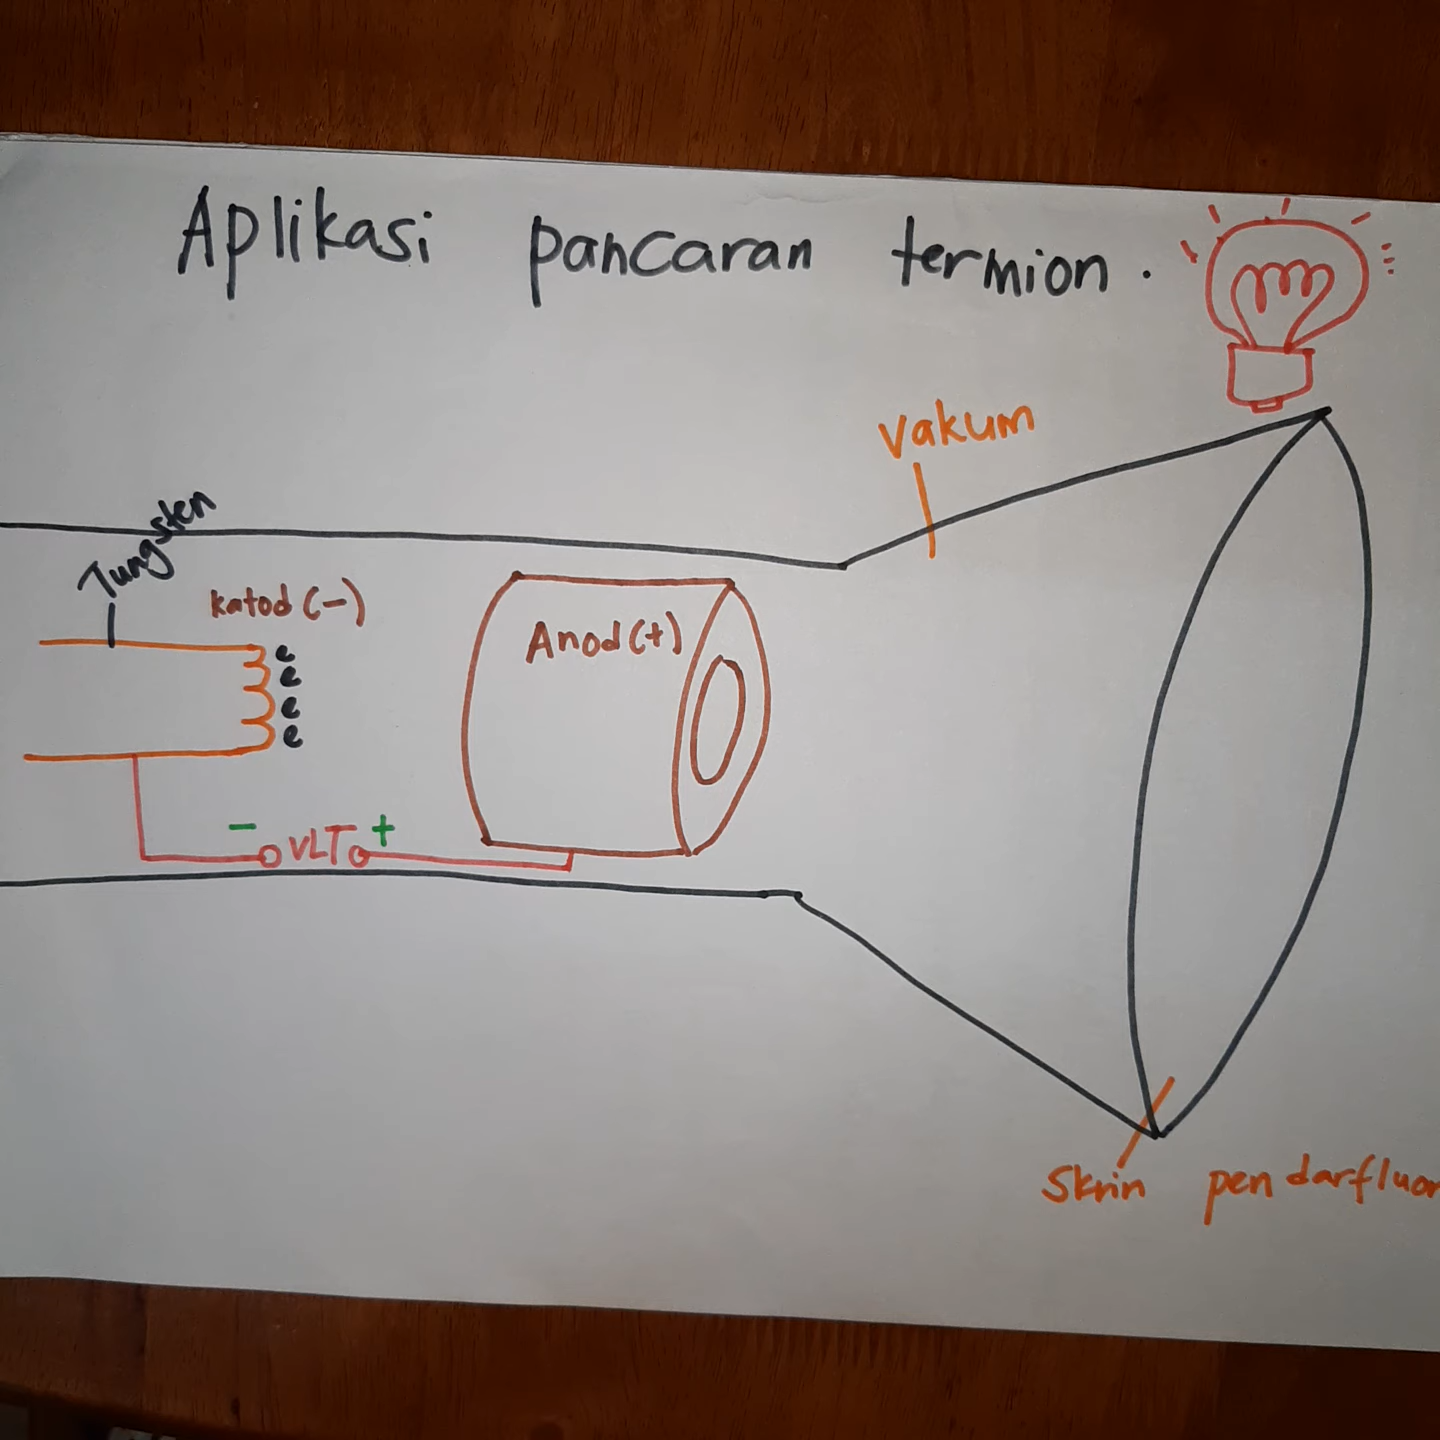 Aplikasi pancaran termion.
vakum
Tungsten
katod (-)
Anod (+)
e
e
e
e
- VLT +
Skrin pendarfluor